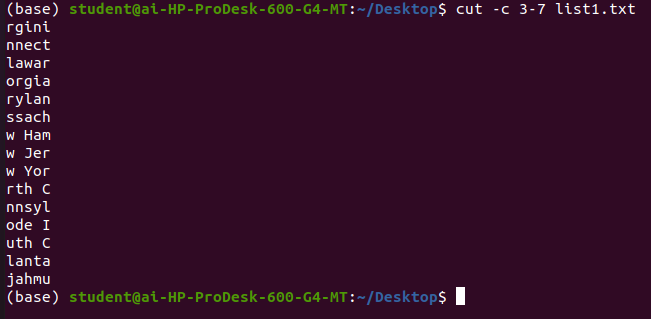 (base) student@ai-HP-ProDesk-600-G4-MT:~/Desktop$ cut -c 3-7 list1.txt
rgini
nnect
lawar
orgia
rylan
ssach
w Ham
w Jer
w Yor
rth C
nnsyl
ode I
uth C
lanta
jahmu
(base) student@ai-HP-ProDesk-600-G4-MT:~/Desktop$